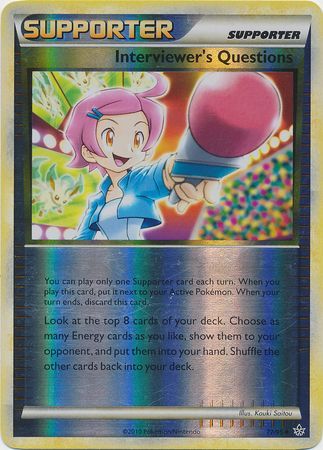 SUPPORTER
SUPPORTER
Interviewer's Questions
You can play only one Supporter card each turn. When you
play this card, put it next to your Active Pokémon. When your
turn ends, discard this card.
Look at the top 8 cards of your deck. Choose as
many Energy cards as you like, show them to your
opponent, and put them into your hand. Shuffle the
other cards back into your deck.
Illus. Kouki Saitou
©2010 Pokémon/Nintendo
77/95